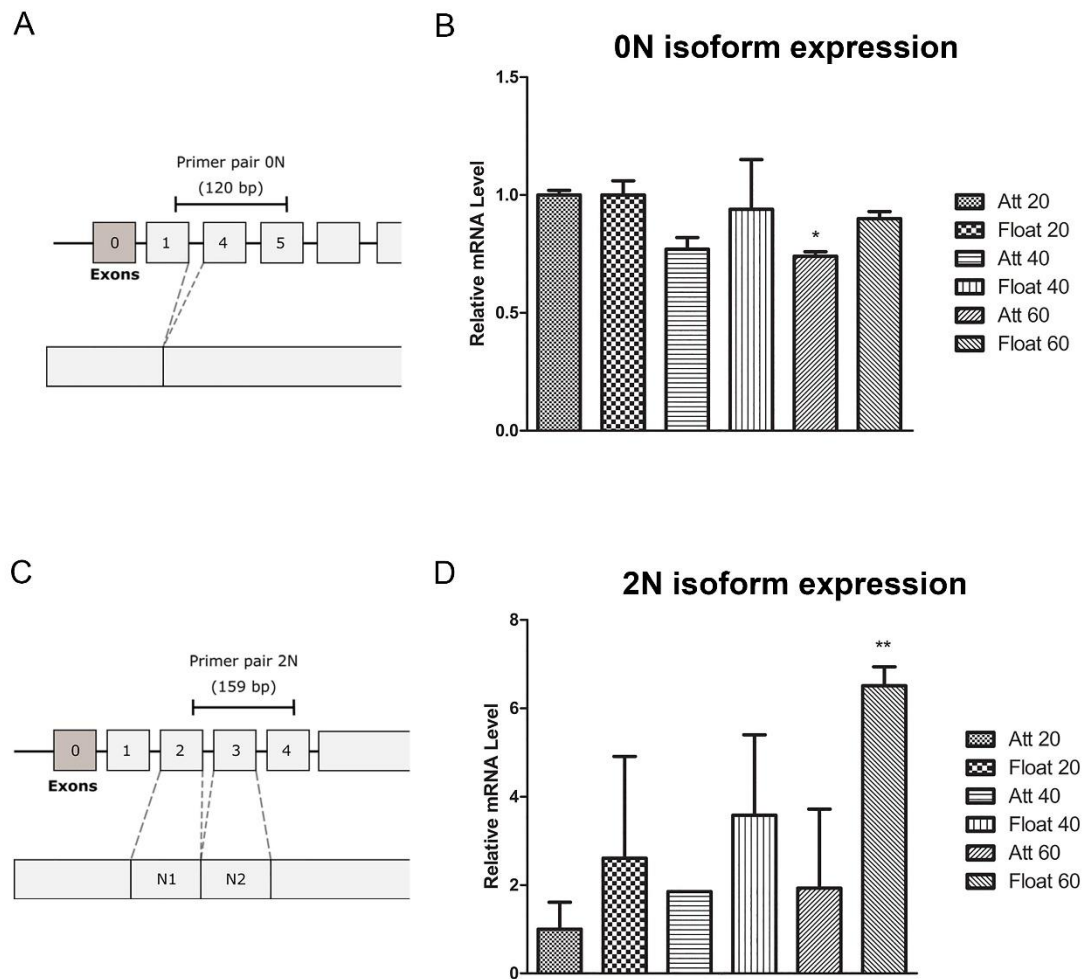 A
Primer pair 0N
(120 bp)
0 1 4 5
Exons
B
0N isoform expression
Relative mRNA Level
1.5
1.0
0.5
0.0
*
Att 20
Float 20
Att 40
Float 40
Att 60
Float 60
C
Primer pair 2N
(159 bp)
0 1 2 3 4
Exons
N1 N2
D
2N isoform expression
Relative mRNA Level
8
6
4
2
0
**
Att 20
Float 20
Att 40
Float 40
Att 60
Float 60